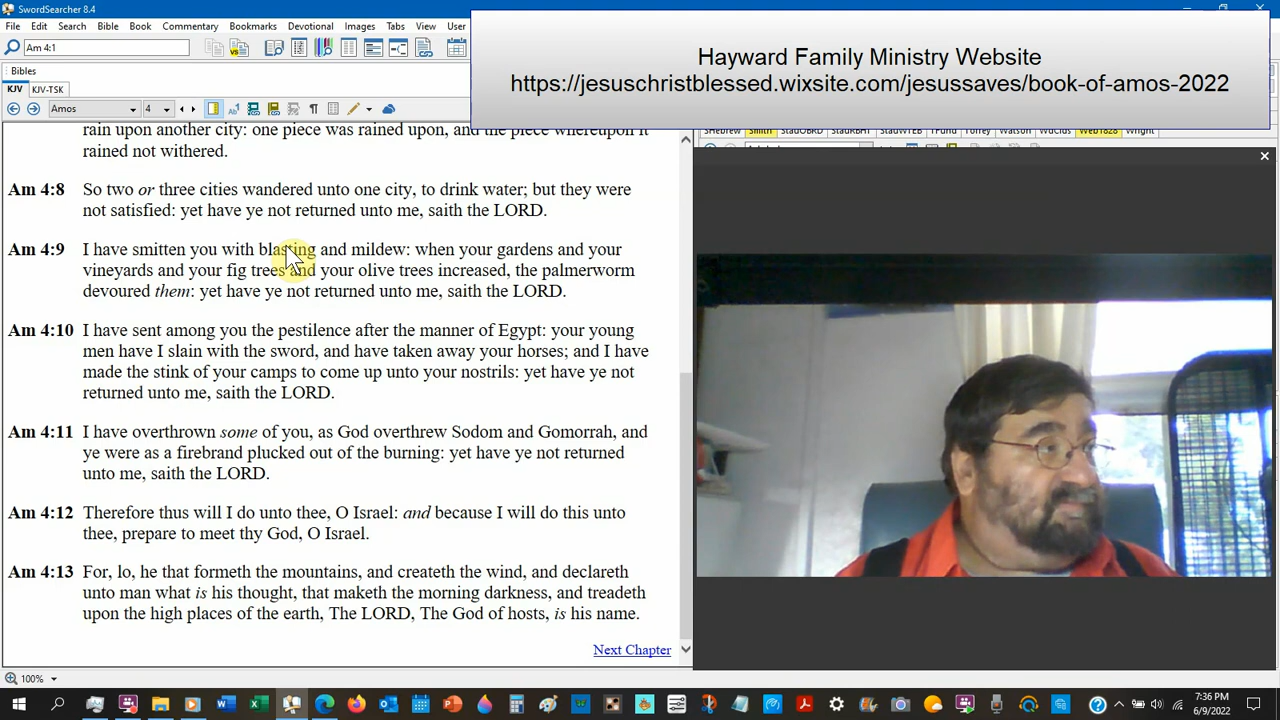 SwordSearcher 8.4
File Edit Search Bible Book Commentary Bookmarks Devotional Images Tabs View User
Hayward Family Ministry Website
https://jesuschristblessed.wixsite.com/jesussaves/book-of-amos-2022
Am 4:1
Bibles
KJV KJV-TSK
Amos 4
SHebrew Smith StudOBRD StudRBHT StudWTEB TFund Torrey Watson WdClds Web1828 Wright
rain upon another city: one piece was rained upon, and the piece whereupon it
rained not withered.
Am 4:8 So two or three cities wandered unto one city, to drink water; but they were
not satisfied: yet have ye not returned unto me, saith the LORD.
Am 4:9 I have smitten you with blasting and mildew: when your gardens and your
vineyards and your fig trees and your olive trees increased, the palmerworm
devoured them: yet have ye not returned unto me, saith the LORD.
Am 4:10 I have sent among you the pestilence after the manner of Egypt: your young
men have I slain with the sword, and have taken away your horses; and I have
made the stink of your camps to come up unto your nostrils: yet have ye not
returned unto me, saith the LORD.
Am 4:11 I have overthrown some of you, as God overthrew Sodom and Gomorrah, and
ye were as a firebrand plucked out of the burning: yet have ye not returned
unto me, saith the LORD.
Am 4:12 Therefore thus will I do unto thee, O Israel: and because I will do this unto
thee, prepare to meet thy God, O Israel.
Am 4:13 For, lo, he that formeth the mountains, and createth the wind, and declareth
unto man what is his thought, that maketh the morning darkness, and treadeth
upon the high places of the earth, The LORD, The God of hosts, is his name.
Next Chapter
100%
7:36 PM
6/9/2022